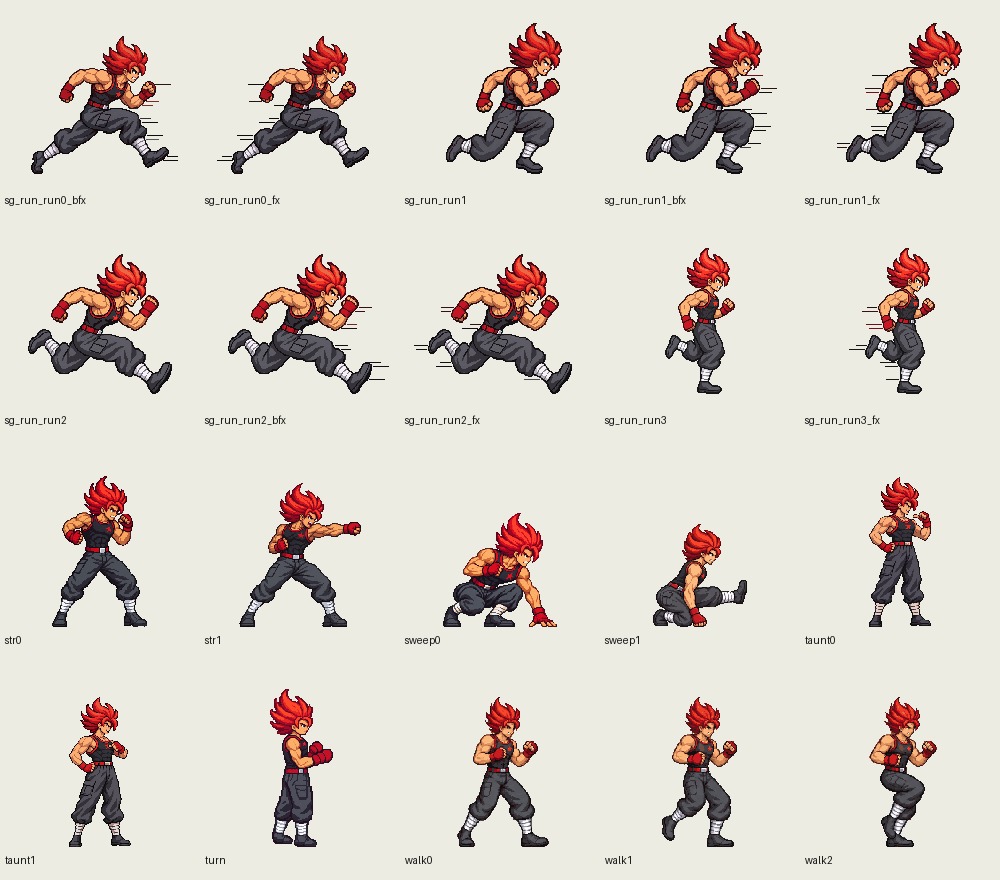 sg_run_run0_bfx
sg_run_run0_fx
sg_run_run1
sg_run_run1_bfx
sg_run_run1_fx
sg_run_run2
sg_run_run2_bfx
sg_run_run2_fx
sg_run_run3
sg_run_run3_fx
str0
str1
sweep0
sweep1
taunt0
taunt1
turn
walk0
walk1
walk2